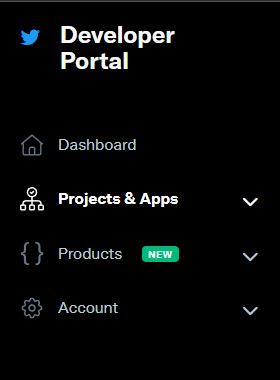 Developer
Portal
Dashboard
Projects & Apps
Products NEW
Account